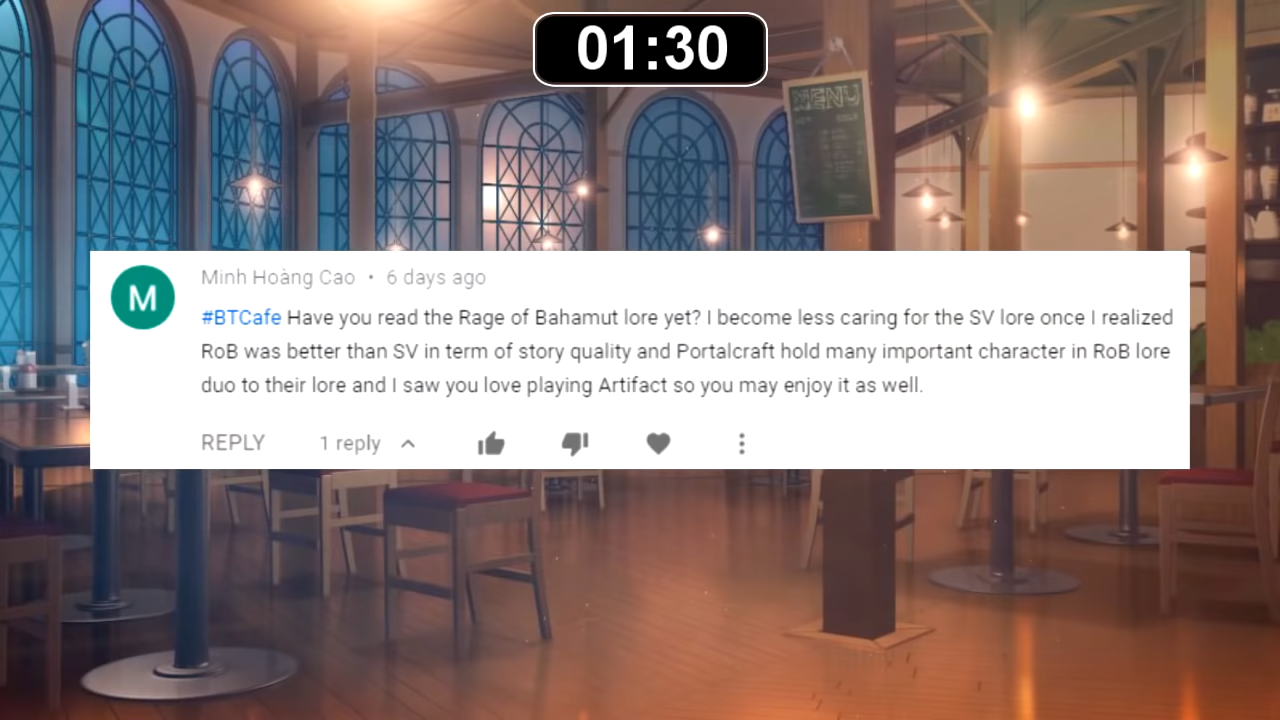 01:30
MENU
M
Minh Hoàng Cao • 6 days ago
#BTCafe Have you read the Rage of Bahamut lore yet? I become less caring for the SV lore once I realized
RoB was better than SV in term of story quality and Portalcraft hold many important character in RoB lore
duo to their lore and I saw you love playing Artifact so you may enjoy it as well.
REPLY 1 reply